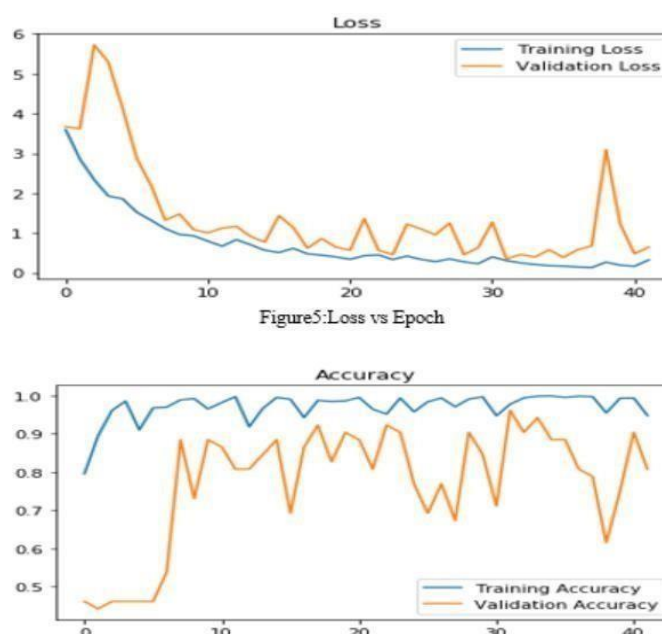 Loss
6
5
4
3
2
1
0
Training Loss
Validation Loss
0 10 20 30 40
Figure5:Loss vs Epoch
Accuracy
1.0
0.9
0.8
0.7
0.6
0.5
Training Accuracy
Validation Accuracy
0 10 20 30 40